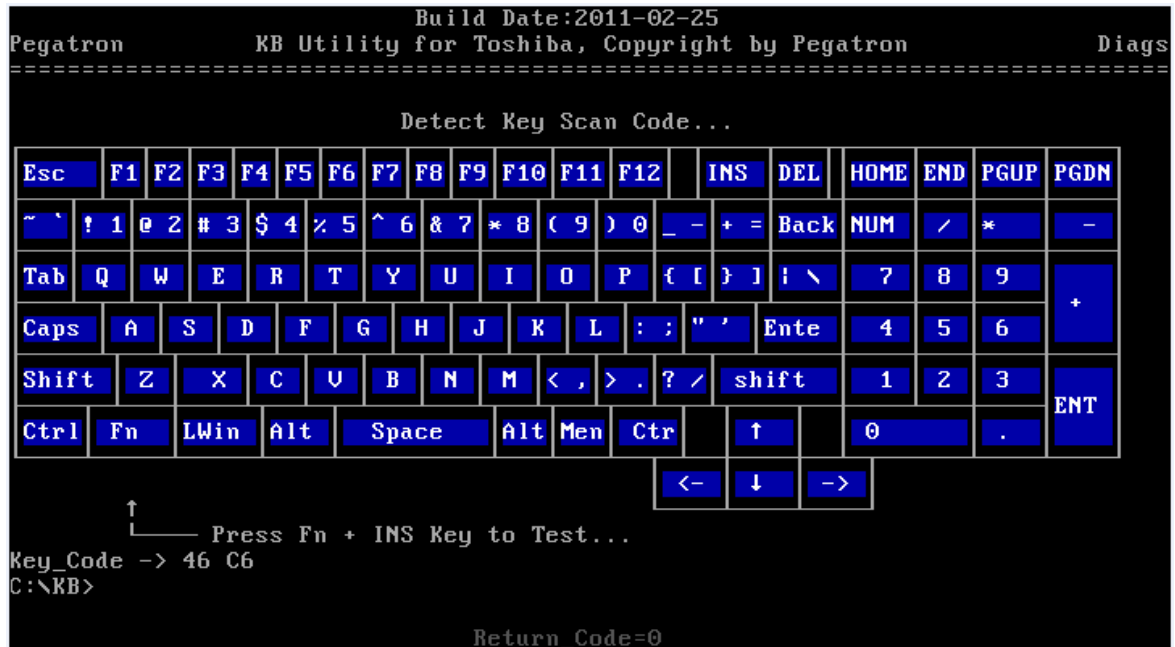 Build Date:2011-02-25
Pegatron KB Utility for Toshiba, Copyright by Pegatron Diags
================================================================================
Detect Key Scan Code...
Esc F1 F2 F3 F4 F5 F6 F7 F8 F9 F10 F11 F12 INS DEL HOME END PGUP PGDN
~ ` ! 1 @ 2 # 3 $ 4 % 5 ^ 6 & 7 * 8 ( 9 ) 0 _ - + = Back NUM / * -
Tab Q W E R T Y U I O P { [ } ] ¦ \ 7 8 9
+
Caps A S D F G H J K L : ; " ' Ente 4 5 6
Shift Z X C V B N M < , > . ? / shift 1 2 3
ENT
Ctrl Fn LWin Alt Space Alt Men Ctr ↑ 0 .
<- ↓ ->
↑
Press Fn + INS Key to Test...
Key_Code -> 46 C6
C:\KB>
Return Code=0